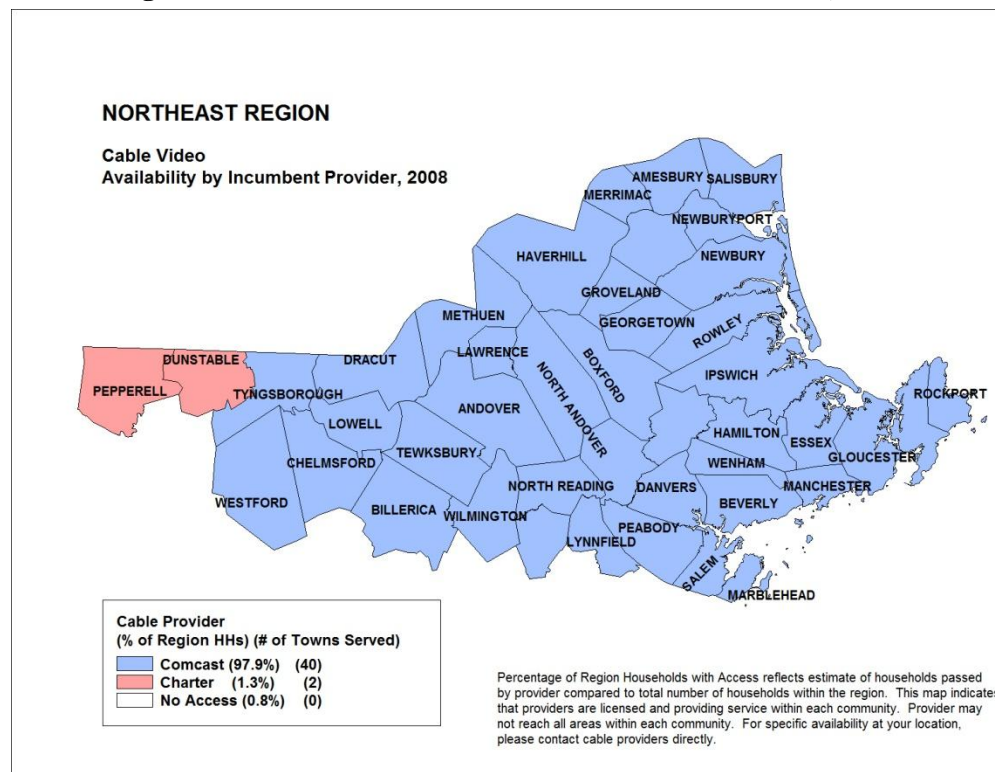 NORTHEAST REGION
Cable Video
Availability by Incumbent Provider, 2008
AMESBURY
SALISBURY
MERRIMAC
NEWBURYPORT
HAVERHILL
NEWBURY
GROVELAND
METHUEN
GEORGETOWN
ROWLEY
DUNSTABLE
DRACUT
LAWRENCE
BOXFORD
IPSWICH
PEPPERELL
TYNGSBOROUGH
NORTH ANDOVER
ROCKPORT
ANDOVER
LOWELL
HAMILTON
ESSEX
TEWKSBURY
GLOUCESTER
CHELMSFORD
WENHAM
NORTH READING
DANVERS
MANCHESTER
WESTFORD
BILLERICA
WILMINGTON
BEVERLY
PEABODY
LYNNFIELD
SALEM
MARBLEHEAD
Cable Provider
(% of Region HHs) (# of Towns Served)
Comcast (97.9%) (40)
Charter (1.3%) (2)
No Access (0.8%) (0)
Percentage of Region Households with Access reflects estimate of households passed
by provider compared to total number of households within the region. This map indicates
that providers are licensed and providing service within each community. Provider may
not reach all areas within each community. For specific availability at your location,
please contact cable providers directly.